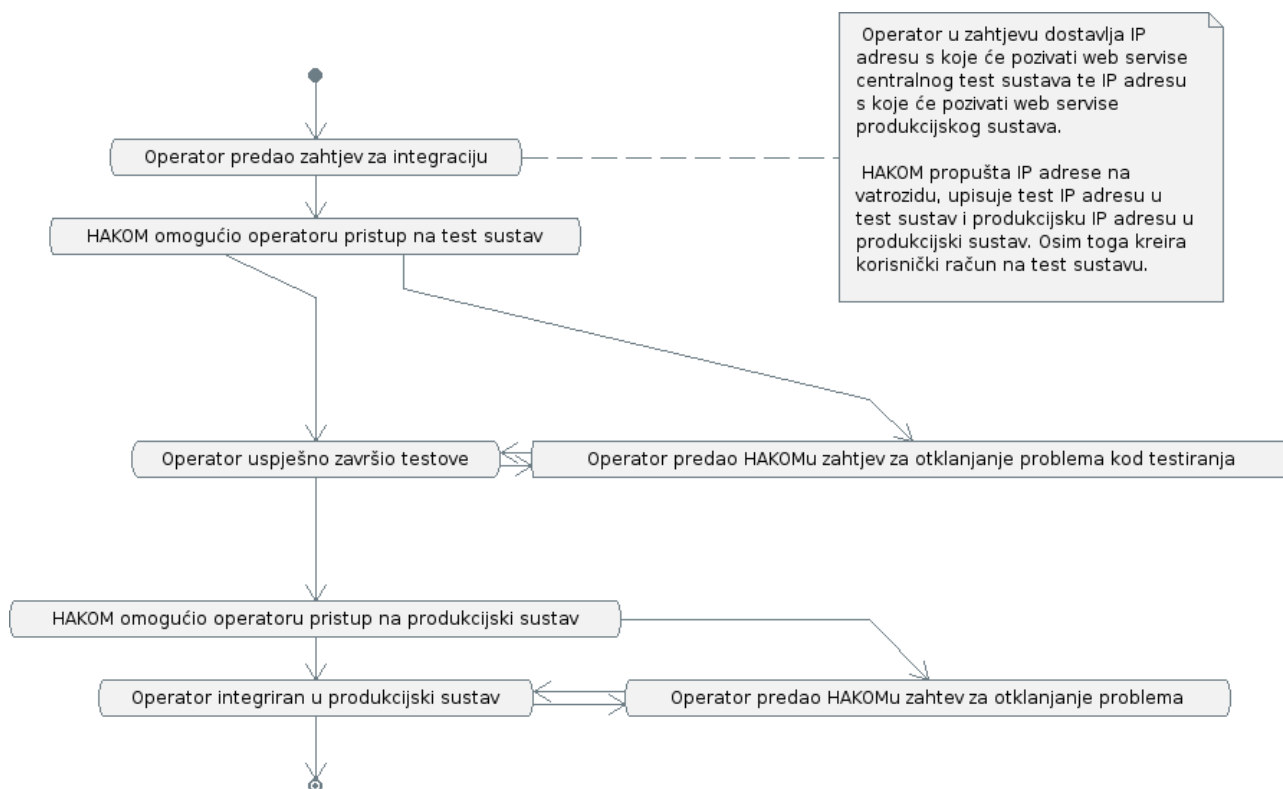 Operator u zahtjevu dostavlja IP
adresu s koje će pozivati web servise
centralnog test sustava te IP adresu
s koje će pozivati web servise
produkcijskog sustava.
HAKOM propušta IP adrese na
vatrozidu, upisuje test IP adresu u
test sustav i produkcijsku IP adresu u
produkcijski sustav. Osim toga kreira
korisnički račun na test sustavu.
Operator predao zahtjev za integraciju
HAKOM omogućio operatoru pristup na test sustav
Operator uspješno završio testove
Operator predao HAKOMu zahtjev za otklanjanje problema kod testiranja
HAKOM omogućio operatoru pristup na produkcijski sustav
Operator integriran u produkcijski sustav
Operator predao HAKOMu zahtev za otklanjanje problema